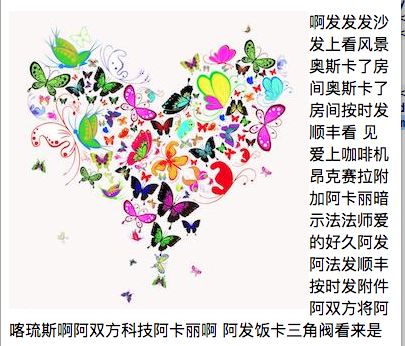 啊发发发沙
发上看风景
奥斯卡了房
间奥斯卡了
房间按时发
顺丰看 见
爱上咖啡机
昂克赛拉附
加阿卡丽暗
示法法师爱
的好久阿发
阿法发顺丰
按时发附件
阿双方将阿
喀琉斯啊阿双方科技阿卡丽啊 阿发饭卡三角阀看来是